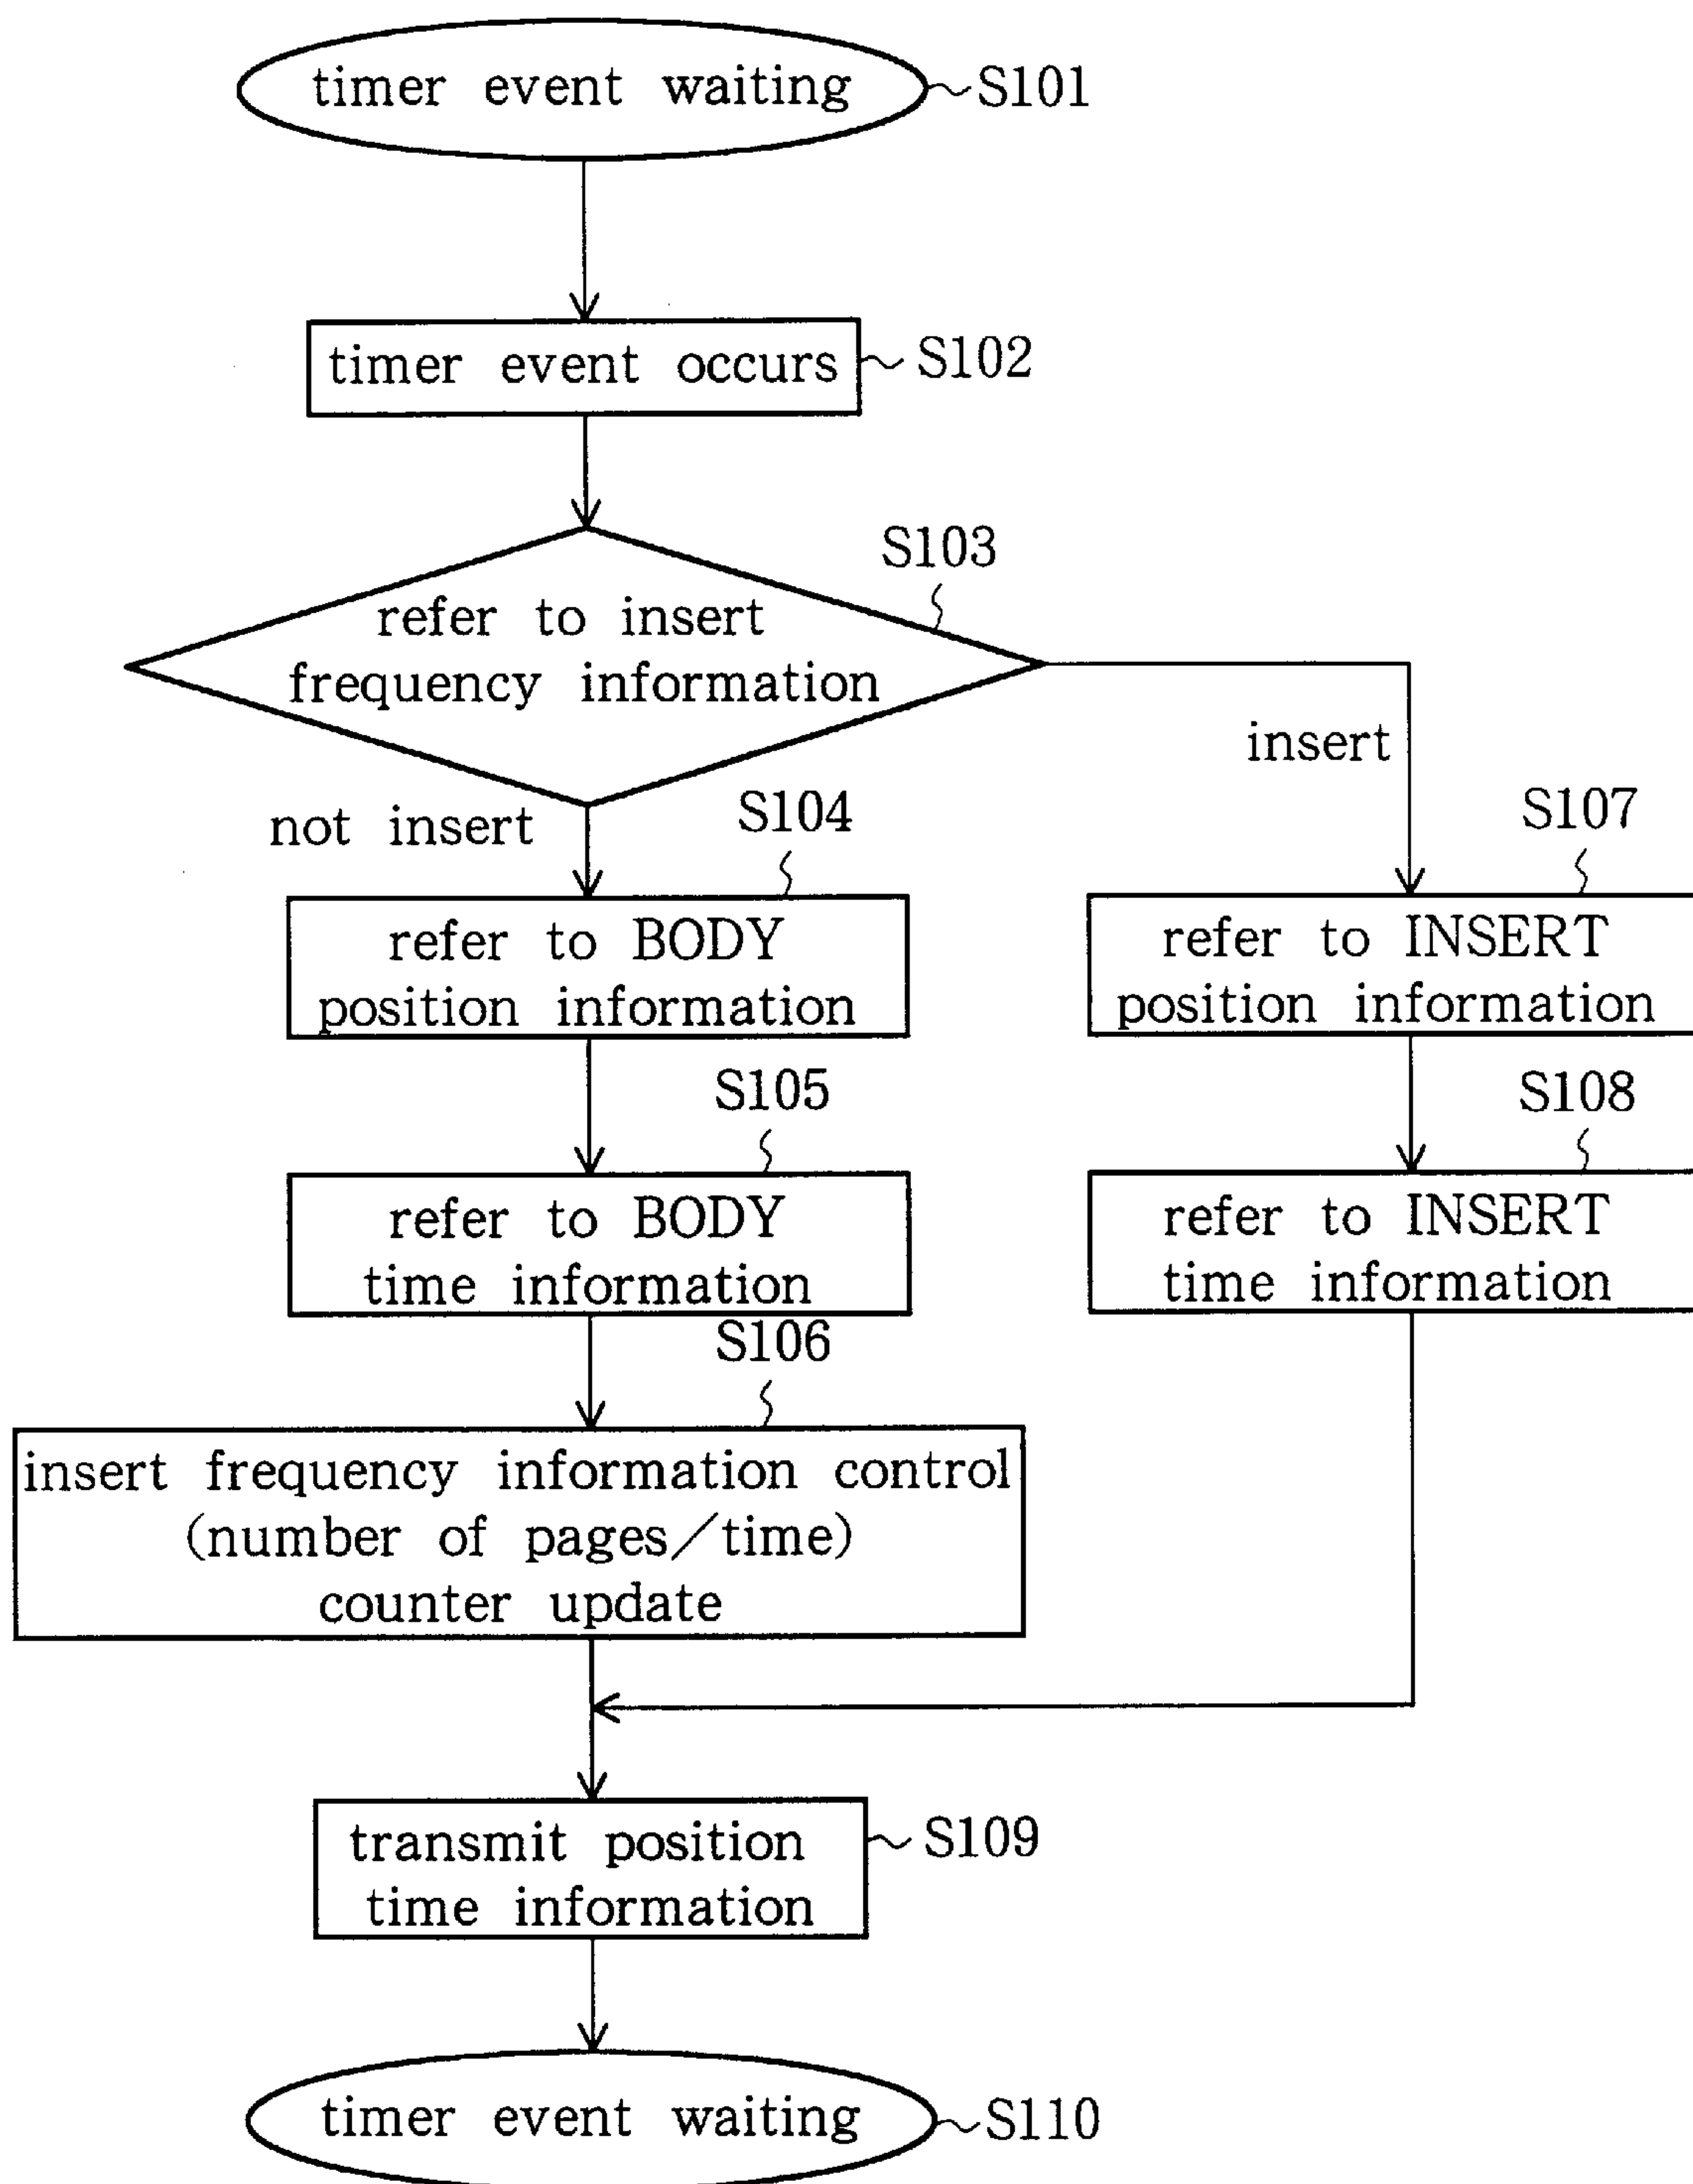 timer event waiting
S101
timer event occurs
S102
S103
refer to insert
frequency information
insert
not insert
S104
S107
refer to BODY
position information
refer to INSERT
position information
S105
S108
refer to BODY
time information
refer to INSERT
time information
S106
insert frequency information control
(number of pages/time)
counter update
transmit position
time information
S109
timer event waiting
S110